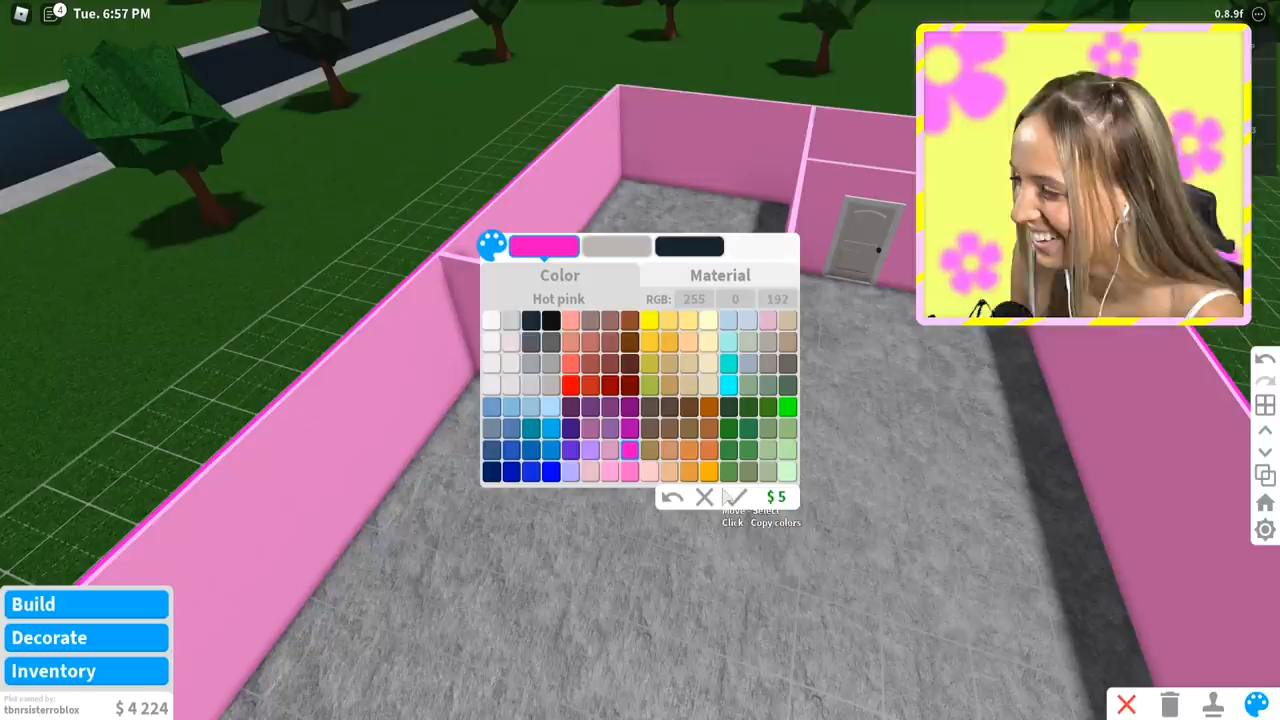 4
Tue. 6:57 PM
0.8.9f
Color
Material
Hot pink
RGB: 255 0 192
$ 5
Move - Select
Click - Copy colors
Build
Decorate
Inventory
Plot owned by:
tbnrsisterroblox
$ 4 224